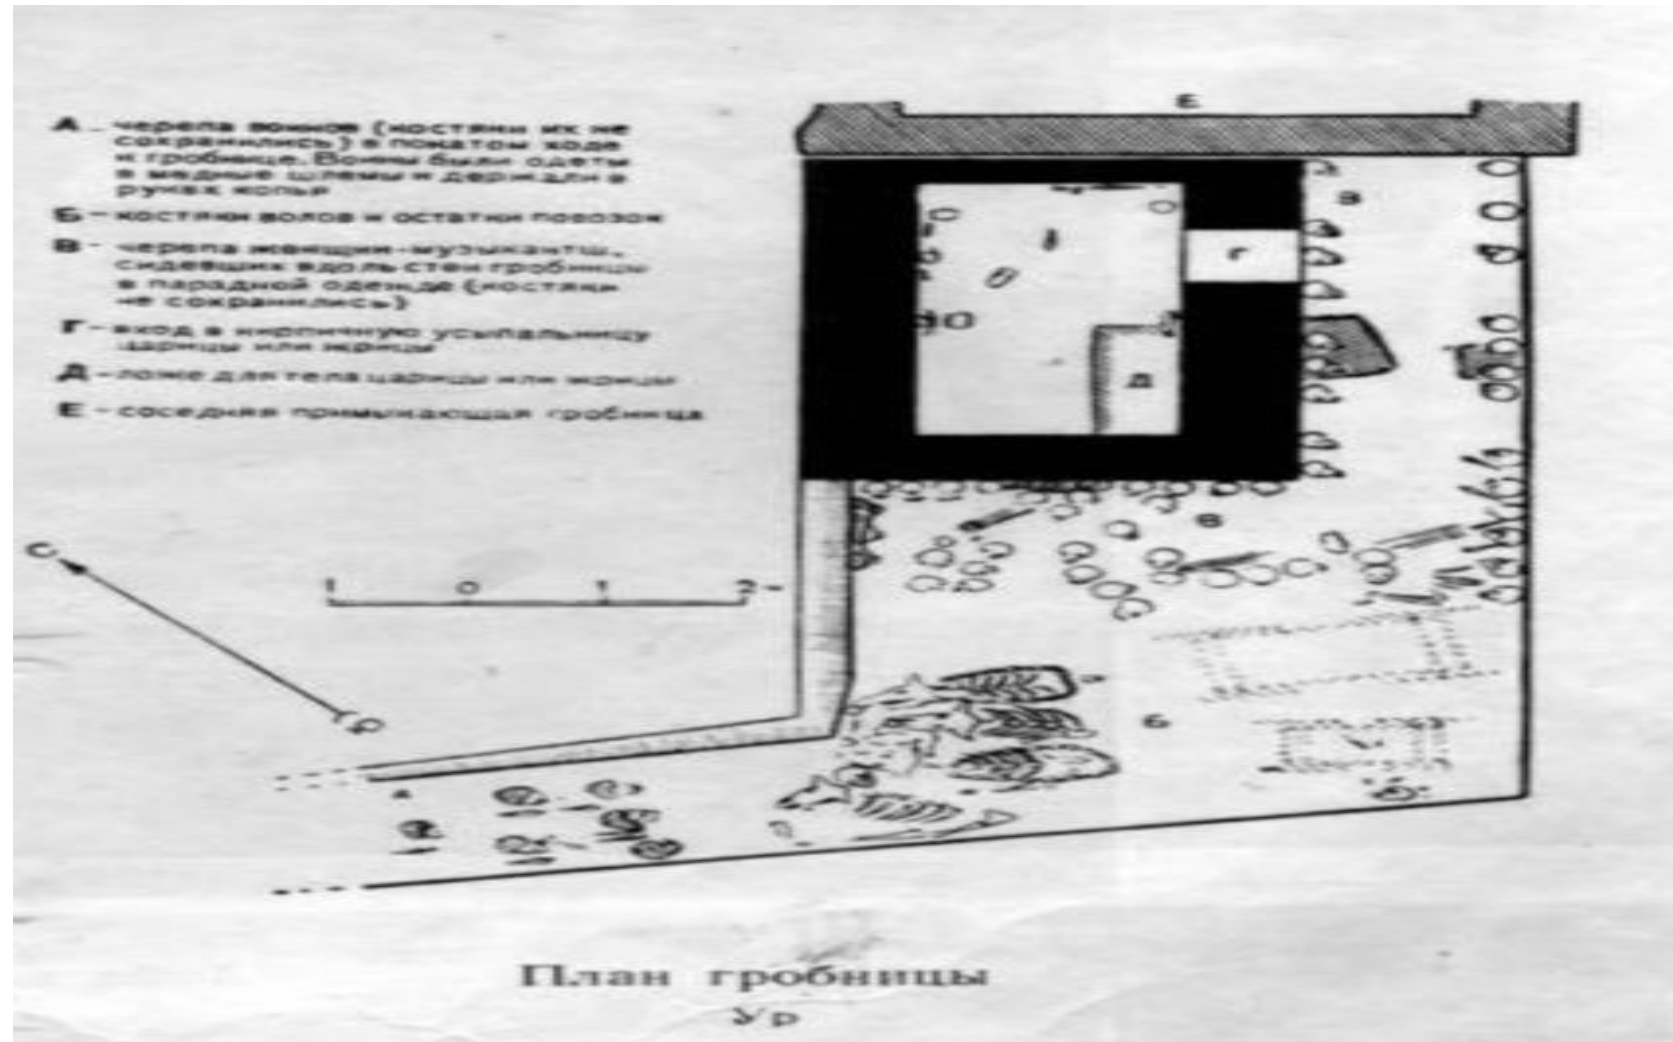 А – черепа воинов (костяки их не
сохранились) в покатом ходе
к гробнице. Воины были одеты
в медные шлемы и держали в
руках копья
Б – костяки волов и остатки повозок
В – черепа женщин-музыкантш,
сидевших вдоль стен гробницы
в парадной одежде (костяки
не сохранились)
Г – вход в кирпичную усыпальницу
царицы или жрицы
Д – ложе для тела царицы или жрицы
Е – соседняя примыкающая гробница
Е
В
Г
Д
В
С
1 0 1 2
Ю
Б
А
План гробницы
Ур